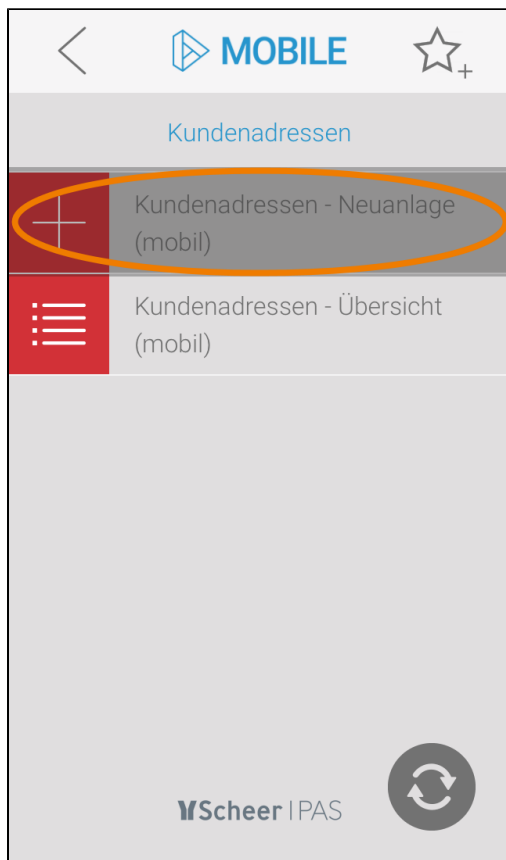 MOBILE
Kundenadressen
Kundenadressen - Neuanlage
(mobil)
Kundenadressen - Übersicht
(mobil)
Scheer | PAS